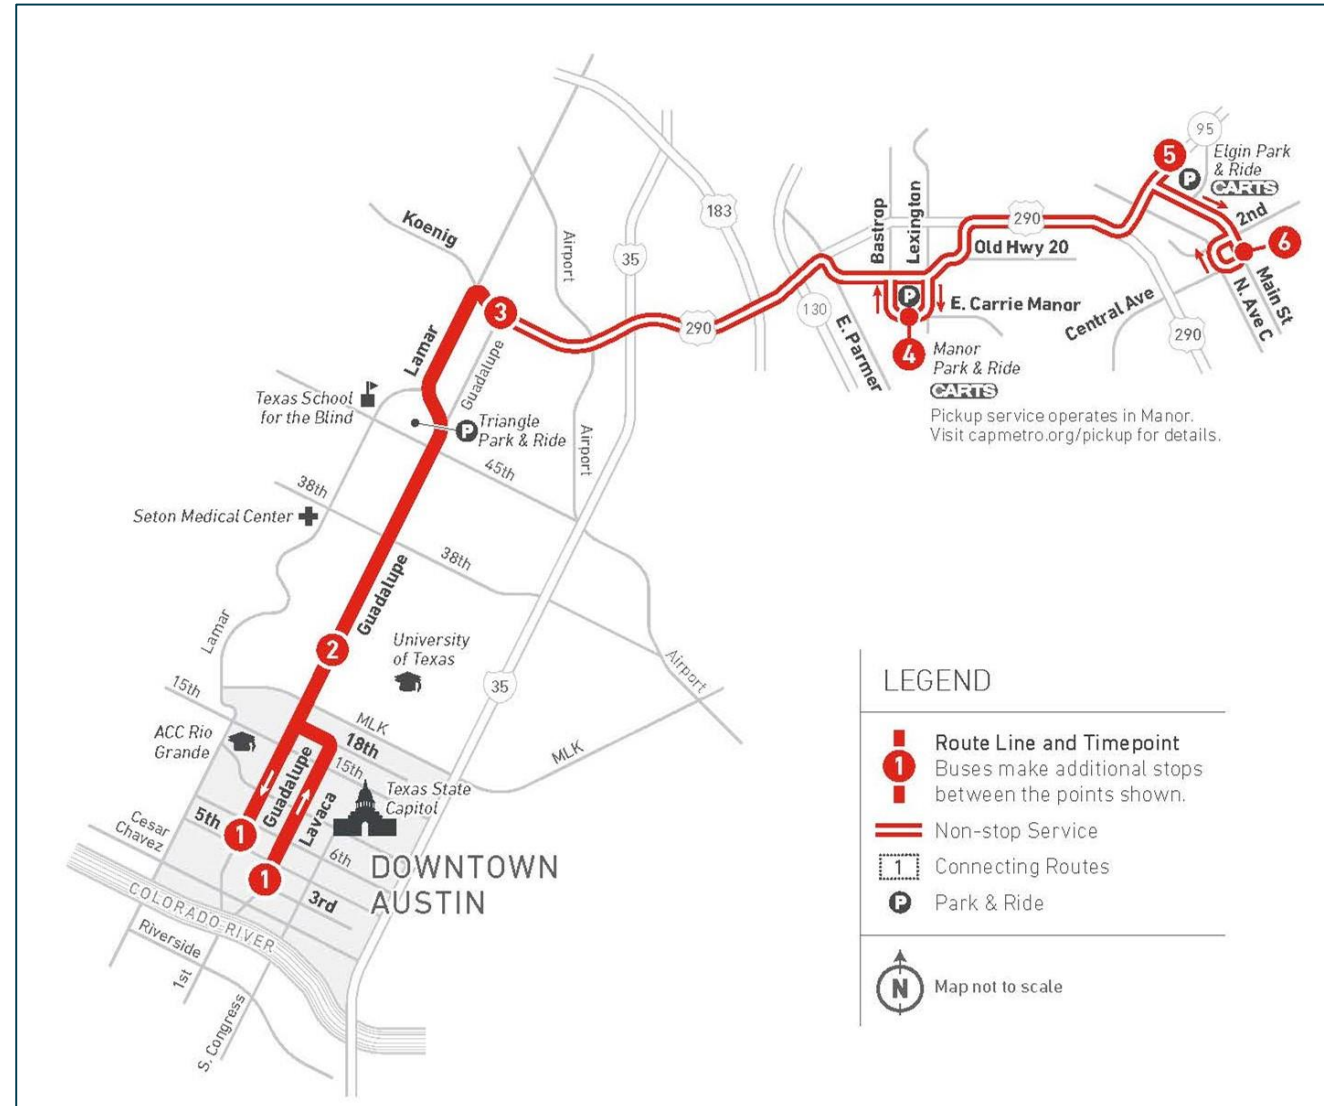 95
5
Elgin Park
& Ride
CARTS
P
2nd
6
183
Koenig
Bastrop
Lexington
290
Old Hwy 20
Airport
35
Main St
N. Ave C
P
E. Carrie Manor
Central Ave
3
130
290
290
E. Parmer
4
Manor
Park & Ride
CARTS
Pickup service operates in Manor.
Visit capmetro.org/pickup for details.
Lamar
Guadalupe
Texas School
for the Blind
P
Triangle
Park & Ride
Airport
45th
38th
Seton Medical Center
38th
Guadalupe
Lamar
2
University
of Texas
Airport
35
15th
MLK
18th
MLK
ACC Rio
Grande
Guadalupe
15th
Texas State
Capitol
Lavaca
5th
1
Cesar
Chavez
6th
1
3rd
DOWNTOWN
AUSTIN
COLORADO RIVER
Riverside
1st
S. Congress
LEGEND
1
Route Line and Timepoint
Buses make additional stops
between the points shown.
Non-stop Service
1
Connecting Routes
P
Park & Ride
N
Map not to scale